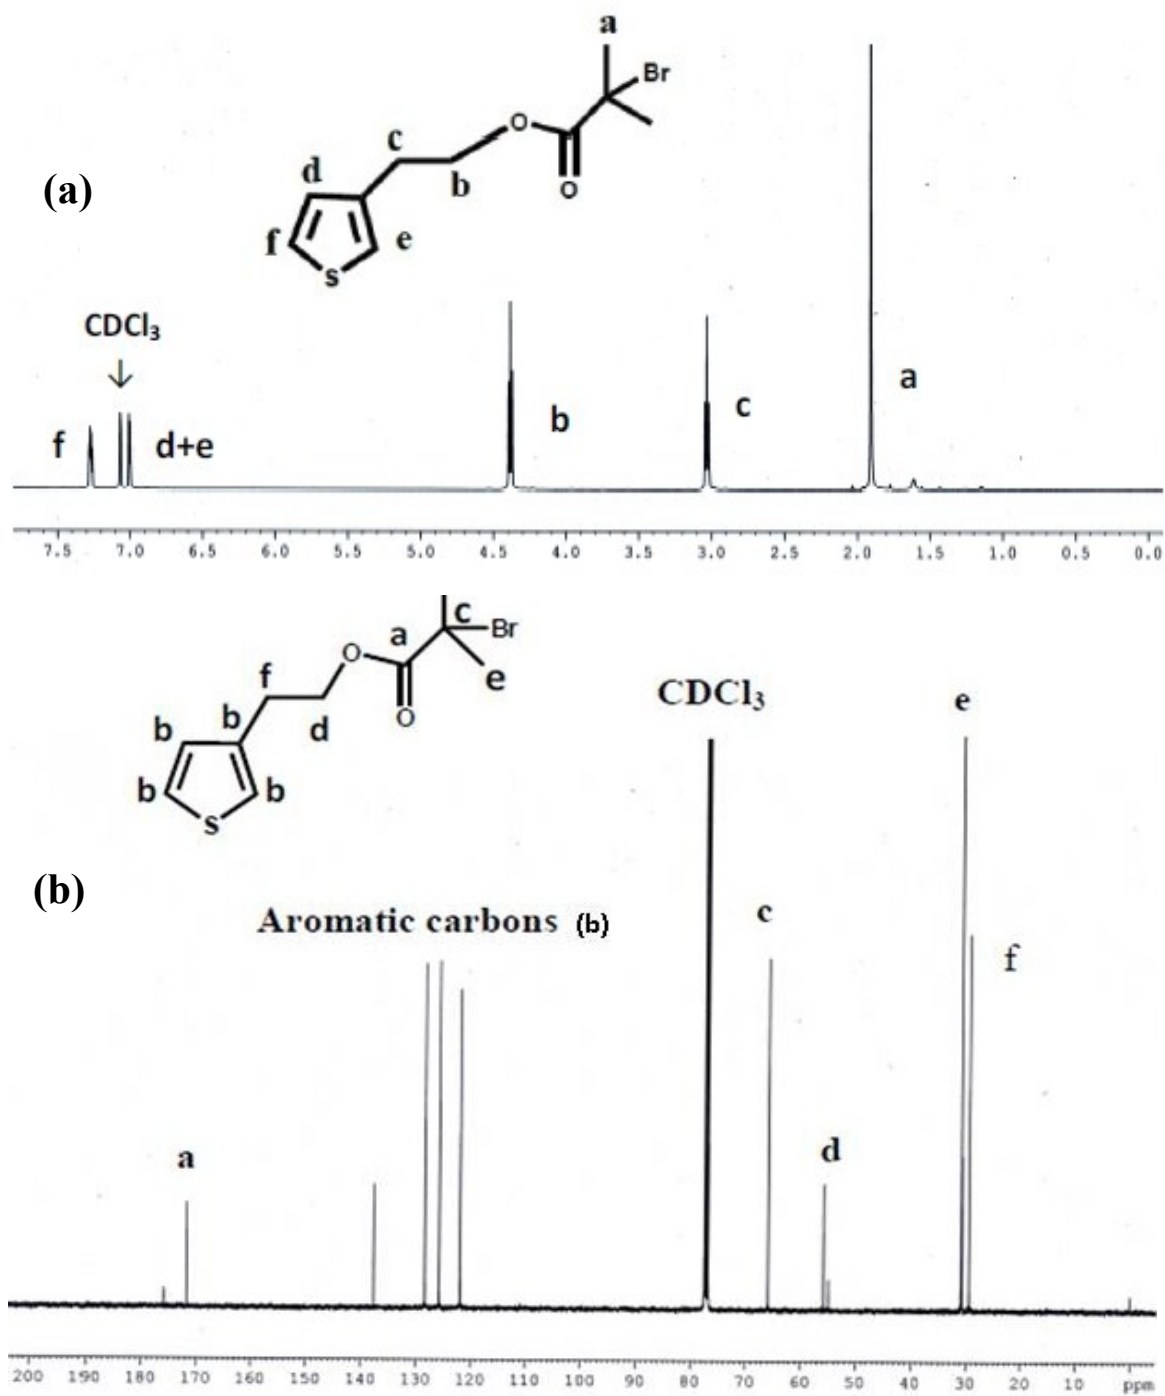 a
Br
O
c
d
b
O
(a)
f
e
S
CDCl₃
f
d+e
b
c
a
7.5 7.0 6.5 6.0 5.5 5.0 4.5 4.0 3.5 3.0 2.5 2.0 1.5 1.0 0.5 0.0
c
Br
a
O
f
e
O
b
b
d
b
b
S
CDCl₃
e
(b)
Aromatic carbons (b)
c
f
a
d
200 190 180 170 160 150 140 130 120 110 100 90 80 70 60 50 40 30 20 10 ppm